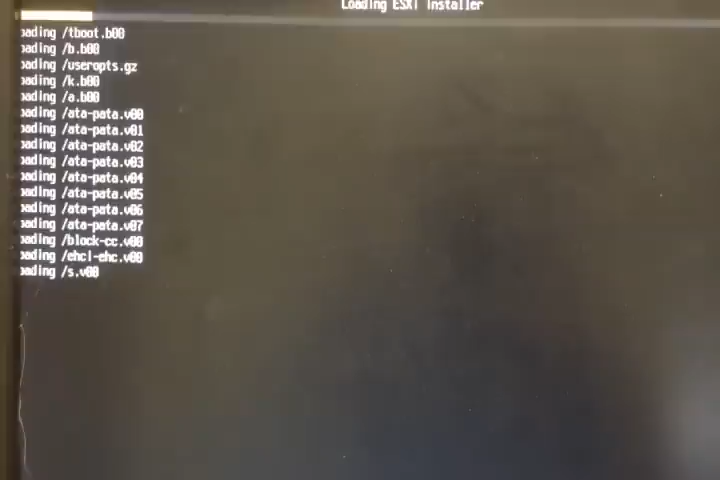 Loading ESXi installer
oading /tboot.b00
oading /b.b00
oading /useropts.gz
oading /k.b00
oading /a.b00
oading /ata-pata.v00
oading /ata-pata.v01
oading /ata-pata.v02
oading /ata-pata.v03
oading /ata-pata.v04
oading /ata-pata.v05
oading /ata-pata.v06
oading /ata-pata.v07
oading /block-cc.v00
oading /ehci-ehc.v00
oading /s.v00